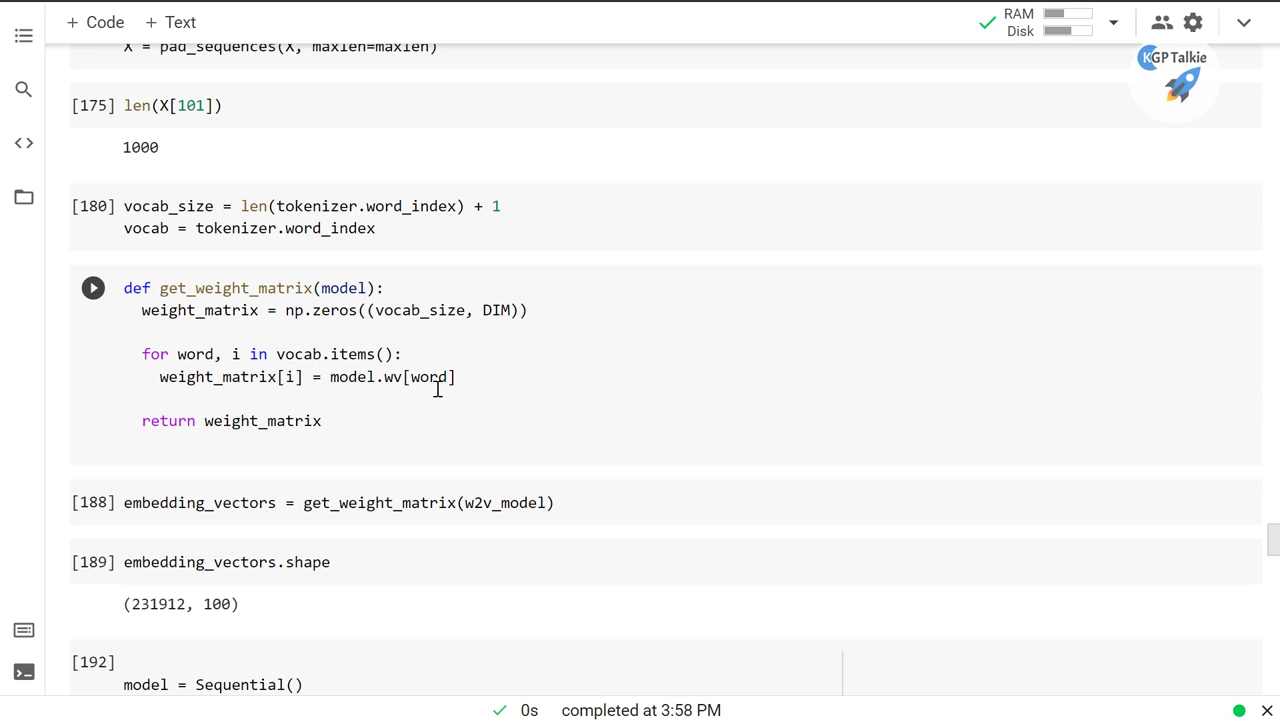 + Code + Text
RAM
Disk
KGP Talkie
X = pad_sequences(X, maxlen=maxlen)
[175] len(X[101])
1000
[180] vocab_size = len(tokenizer.word_index) + 1
vocab = tokenizer.word_index
def get_weight_matrix(model):
weight_matrix = np.zeros((vocab_size, DIM))
for word, i in vocab.items():
weight_matrix[i] = model.wv[word]
return weight_matrix
[188] embedding_vectors = get_weight_matrix(w2v_model)
[189] embedding_vectors.shape
(231912, 100)
[192]
model = Sequential()
0s completed at 3:58 PM